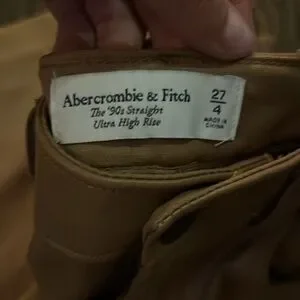 Abercrombie & Fitch
The '90s Straight
Ultra High Rise
27
4
MADE IN
CHINA